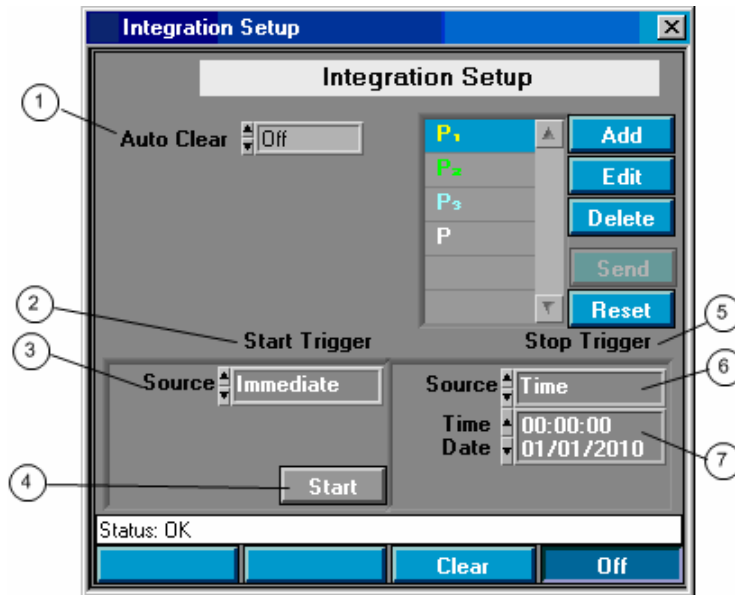 Integration Setup
Integration Setup
1
Auto Clear Off
P₁ Add
P₂ Edit
P₃ Delete
P
Send
Reset
2
5
Start Trigger Stop Trigger
3
6
Source Immediate Source Time
Time 00:00:00
Date 01/01/2010
7
4
Start
Status: OK
Clear Off